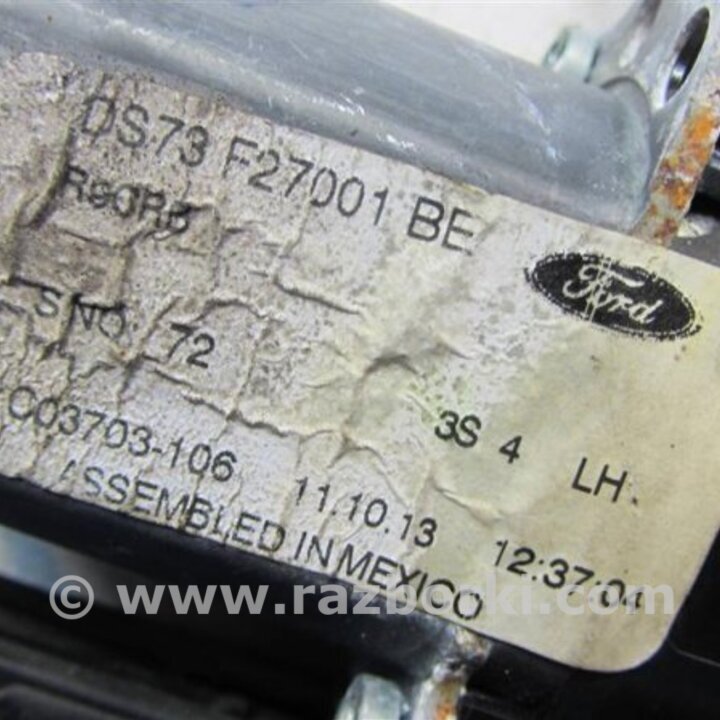 DS73 F27001 BE
Ford
SNO. 72
3S 4 LH.
C03703-106 11.10.13 12:37:04
ASSEMBLED IN MEXICO
© www.razborki.com